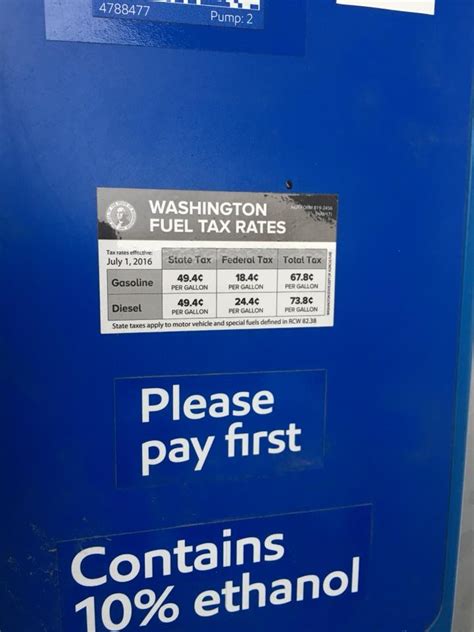 4788477
Pump: 2
WASHINGTON
FUEL TAX RATES
Tax rates effective:
July 1, 2016
State Tax Federal Tax Total Tax
Gasoline 49.4¢ 18.4¢ 67.8¢
PER GALLON PER GALLON PER GALLON
Diesel 49.4¢ 24.4¢ 73.8¢
PER GALLON PER GALLON PER GALLON
State taxes apply to motor vehicle and special fuels defined in RCW 82.38
Please
pay first
Contains
10% ethanol